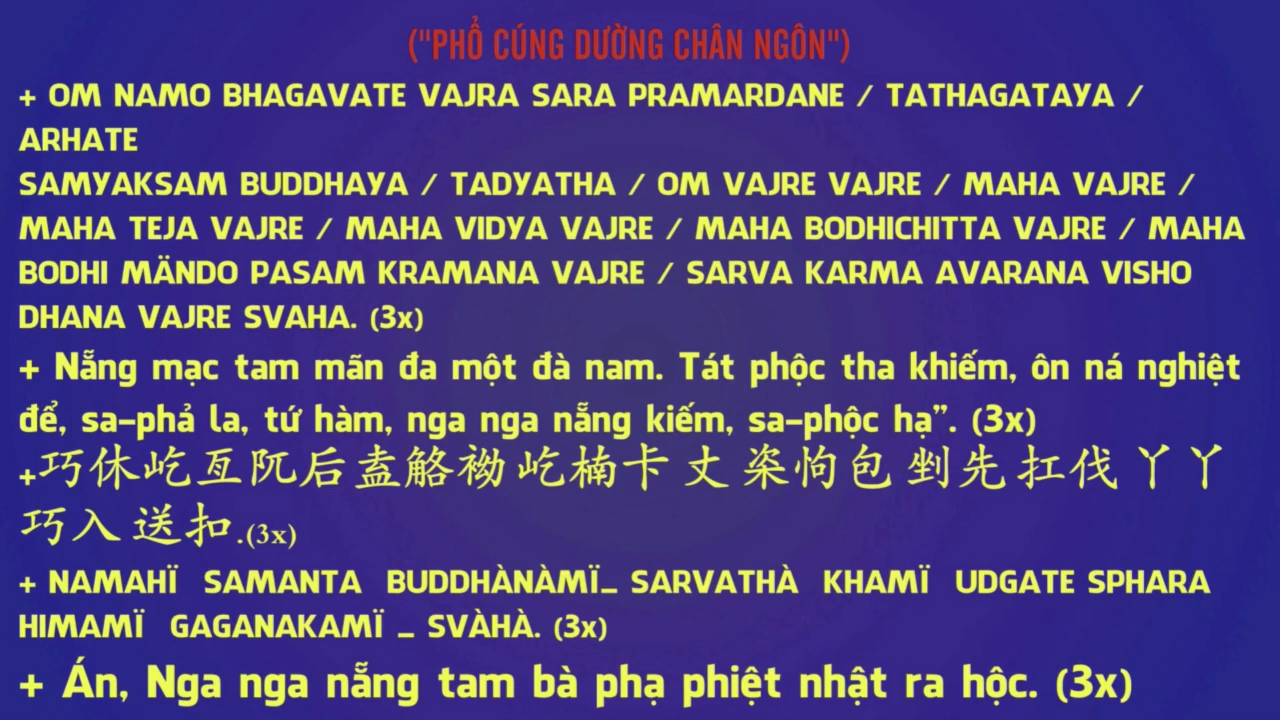 ("PHỔ CÚNG DƯỜNG CHÂN NGÔN")
+ OM NAMO BHAGAVATE VAJRA SARA PRAMARDANE / TATHAGATAYA /
ARHATE
SAMYAKSAM BUDDHAYA / TADYATHA / OM VAJRE VAJRE / MAHA VAJRE /
MAHA TEJA VAJRE / MAHA VIDYA VAJRE / MAHA BODHICHITTA VAJRE / MAHA
BODHI MÄNDO PASAM KRAMANA VAJRE / SARVA KARMA AVARANA VISHO
DHANA VAJRE SVAHA. (3x)
+ Nẵng mạc tam mãn đa một đà nam. Tát phộc tha khiếm, ôn ná nghiệt
để, sa-phả la, tứ hàm, nga nga nẵng kiếm, sa-phộc hạ”. (3x)
+巧休屹亙阢后盍觡袎屹楠卡丈栥怐包剉先扛伐丫丫
巧入送扣.(3x)
+ NAMAHÏ SAMANTA BUDDHÀNÀMÏ_ SARVATHÀ KHAMÏ UDGATE SPHARA
HIMAMÏ GAGANAKAMÏ _ SVÀHÀ. (3x)
+ Án, Nga nga nẵng tam bà phạ phiệt nhật ra hộc. (3x)